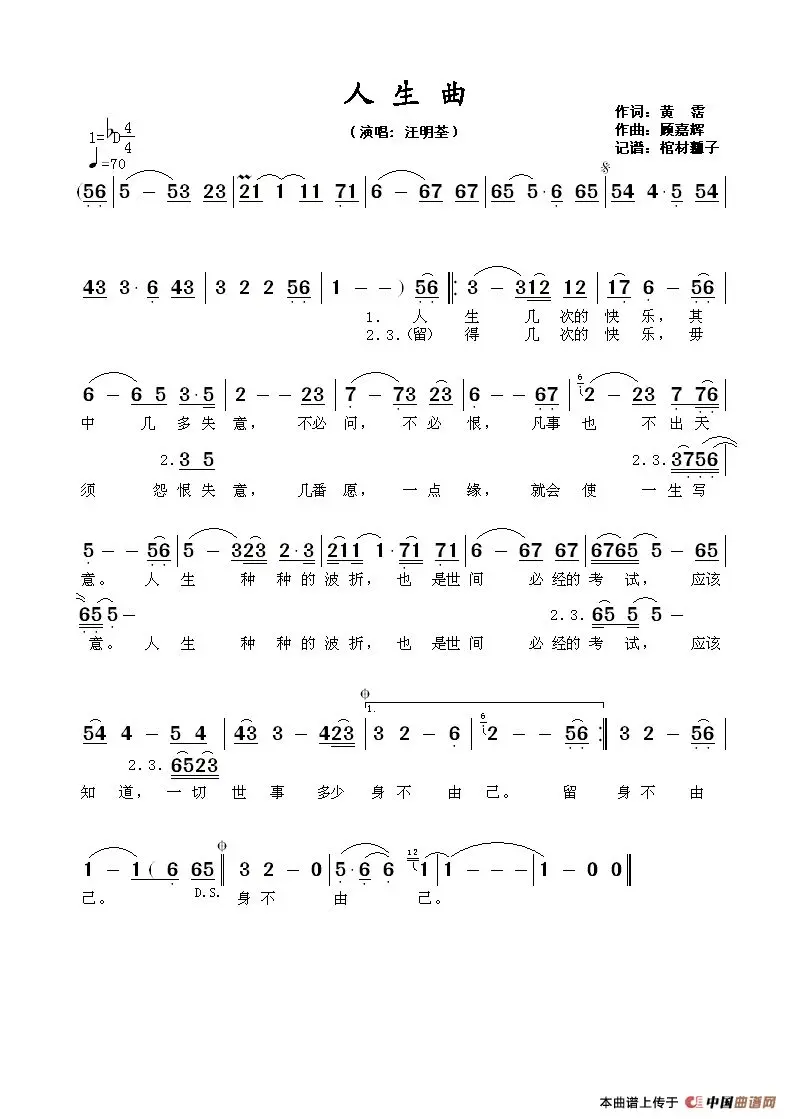 人生曲
(演唱：汪明荃)
作词：黄霑
作曲：顾嘉辉
记谱：棺材瓤子
1=♭D 4/4
♩=70
(56 | 5 — 53 23 | 21 1 11 71 | 6 — 67 67 | 65 5·6 65 | 54 4·5 54
43 3·6 43 | 3 2 2 56 | 1 — — ) 56 |: 3 — 312 12 | 17 6 — 56 |
1. 人 生 几 次的 快 乐， 其
2.3.(留) 得 几 次的 快 乐， 毋
6 — 6 5 3·5 | 2 — — 23 | 7 — 73 23 | 6 — — 67 | 6 2 — 23 7 76 |
中 几 多 失 意， 不必 问， 不 必 恨， 凡事 也 不 出 天
2. 3 5 2.3. 3756
须 怨 恨 失 意， 几番 愿， 一 点 缘， 就会 使 一 生 写
5 — — 56 | 5 — 323 2·3 | 211 1·71 71 | 6 — 67 67 | 6765 5 — 65 |
意。 人 生 种 种 的 波 折， 也 是世 间 必 经的 考 试， 应该
65 5 — 2.3. 65 5 5 —
意。 人 生 种 种 的 波 折， 也 是世 间 必 经的 考 试， 应该
54 4 — 5 4 | 43 3 — 423 | 1. 3 2 — 6 | 6 2 — — 56 :| 3 2 — 56 |
2.3. 6523
知 道， 一 切 世 事 多少 身 不 由 己。 留 身 不 由
1 — 1 ( 6 65 || 3 2 — 0 | 5·6 6 | 12 1 | 1 — — — | 1 — 0 0 ||
D.S.
己。 身 不 由 己。
本曲谱上传于 中国曲谱网